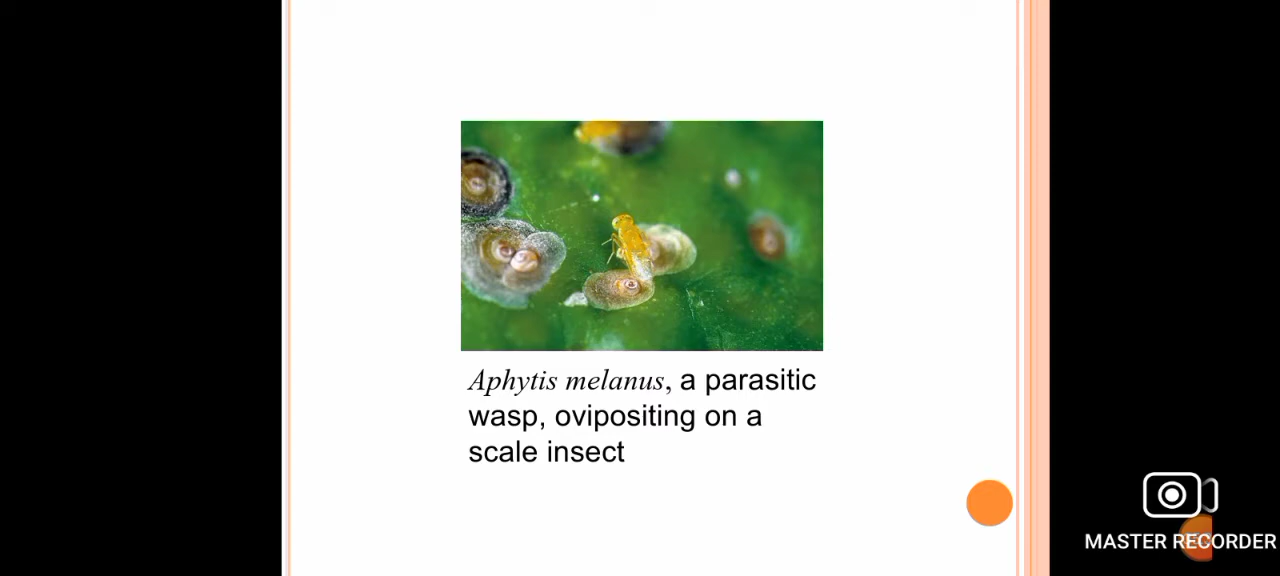 Aphytis melanus, a parasitic
wasp, ovipositing on a
scale insect
MASTER RECORDER